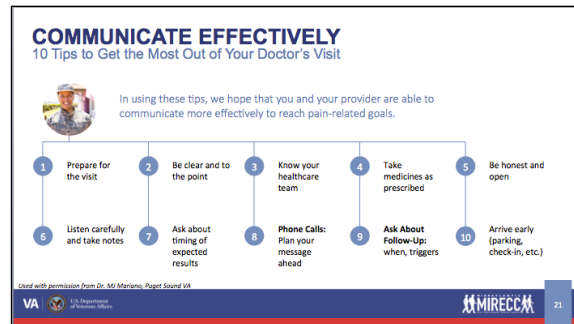 COMMUNICATE EFFECTIVELY
10 Tips to Get the Most Out of Your Doctor's Visit
In using these tips, we hope that you and your provider are able to
communicate more effectively to reach pain-related goals.
1
Prepare for
the visit
2
Be clear and to
the point
3
Know your
healthcare
team
4
Take
medicines as
prescribed
5
Be honest and
open
6
Listen carefully
and take notes
7
Ask about
timing of
expected
results
8
Phone Calls:
Plan your
message
ahead
9
Ask About
Follow-Up:
when, triggers
10
Arrive early
(parking,
check-in, etc.)
Used with permission from Dr. MJ Mariano, Puget Sound VA
VA
U.S. Department
of Veterans Affairs
MIRECC
21